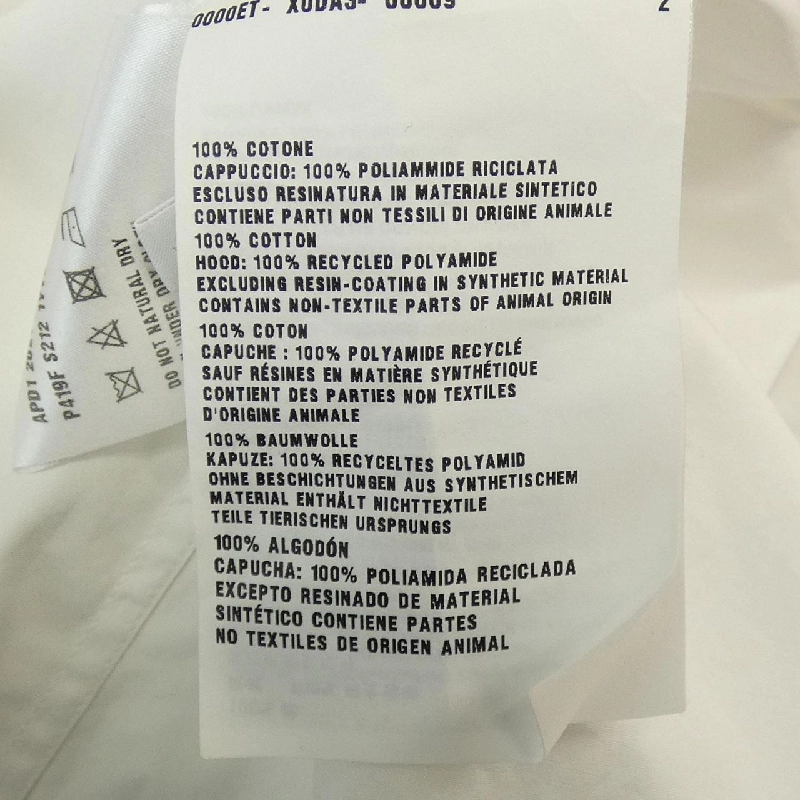 2
100% COTONE
CAPPUCCIO: 100% POLIAMMIDE RICICLATA
ESCLUSO RESINATURA IN MATERIALE SINTETICO
CONTIENE PARTI NON TESSILI DI ORIGINE ANIMALE
100% COTTON
HOOD: 100% RECYCLED POLYAMIDE
EXCLUDING RESIN-COATING IN SYNTHETIC MATERIAL
CONTAINS NON-TEXTILE PARTS OF ANIMAL ORIGIN
100% COTON
CAPUCHE : 100% POLYAMIDE RECYCLÉ
SAUF RÉSINES EN MATIÈRE SYNTHÉTIQUE
CONTIENT DES PARTIES NON TEXTILES
D'ORIGINE ANIMALE
100% BAUMWOLLE
KAPUZE: 100% RECYCELTES POLYAMID
OHNE BESCHICHTUNGEN AUS SYNTHETISCHEM
MATERIAL ENTHÄLT NICHTTEXTILE
TEILE TIERISCHEN URSPRUNGS
100% ALGODÓN
CAPUCHA: 100% POLIAMIDA RECICLADA
EXCEPTO RESINADO DE MATERIAL
SINTÉTICO CONTIENE PARTES
NO TEXTILES DE ORIGEN ANIMAL
DO NOT NATURAL DRY
UNDER
APD1
P419F S212